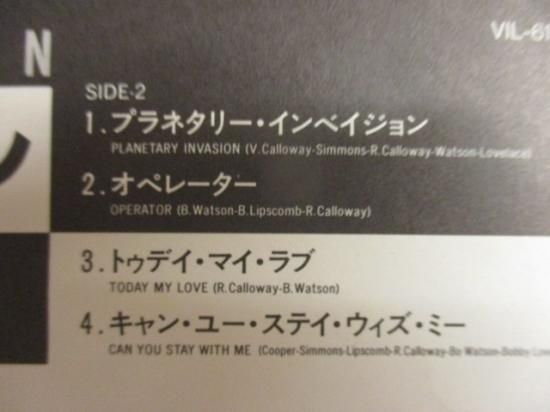 N
VIL-61
SIDE-2
1.プラネタリー・インベイジョン
PLANETARY INVASION (V. Calloway-Simmons-R. Calloway-Watson-Lovelace)
2.オペレーター
OPERATOR (B. Watson-B. Lipscomb-R. Calloway)
3.トゥデイ・マイ・ラブ
TODAY MY LOVE (R. Calloway-B. Watson)
4.キャン・ユー・ステイ・ウィズ・ミー
CAN YOU STAY WITH ME (Cooper-Simmons-Lipscomb-R. Calloway-Bo Watson-Bobby